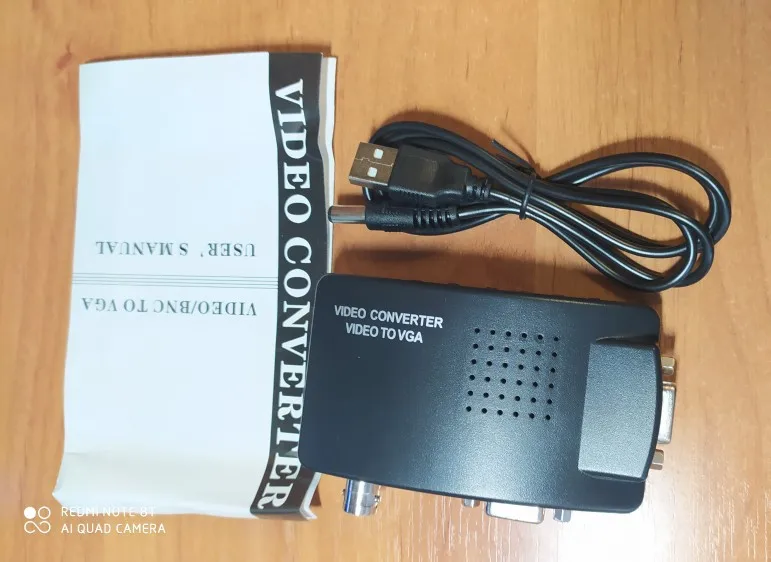 VIDEO CONVERTER
USER'S MANUAL
VIDEO/BNC TO VGA
VIDEO CONVERTER
VIDEO TO VGA
REDMI NOTE 8T
AI QUAD CAMERA